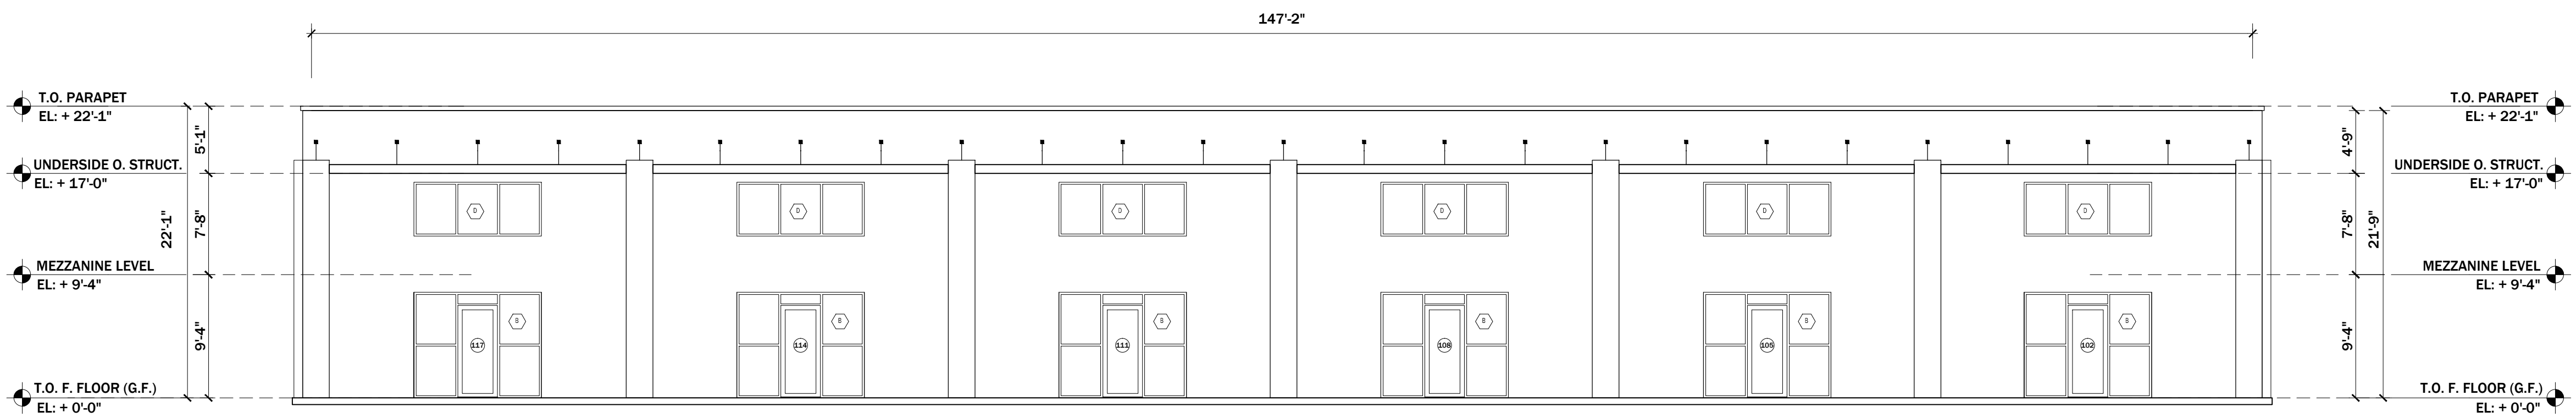 147'-2"
T.O. PARAPET
EL: + 22'-1"
T.O. PARAPET
EL: + 22'-1"
5'-1"
4'-9"
UNDERSIDE O. STRUCT.
EL: + 17'-0"
UNDERSIDE O. STRUCT.
EL: + 17'-0"
D
D
D
D
D
D
22'-1"
7'-8"
7'-8"
21'-9"
MEZZANINE LEVEL
EL: + 9'-4"
MEZZANINE LEVEL
EL: + 9'-4"
B
B
B
B
B
B
9'-4"
117
114
111
108
105
102
9'-4"
T.O. F. FLOOR (G.F.)
EL: + 0'-0"
T.O. F. FLOOR (G.F.)
EL: + 0'-0"